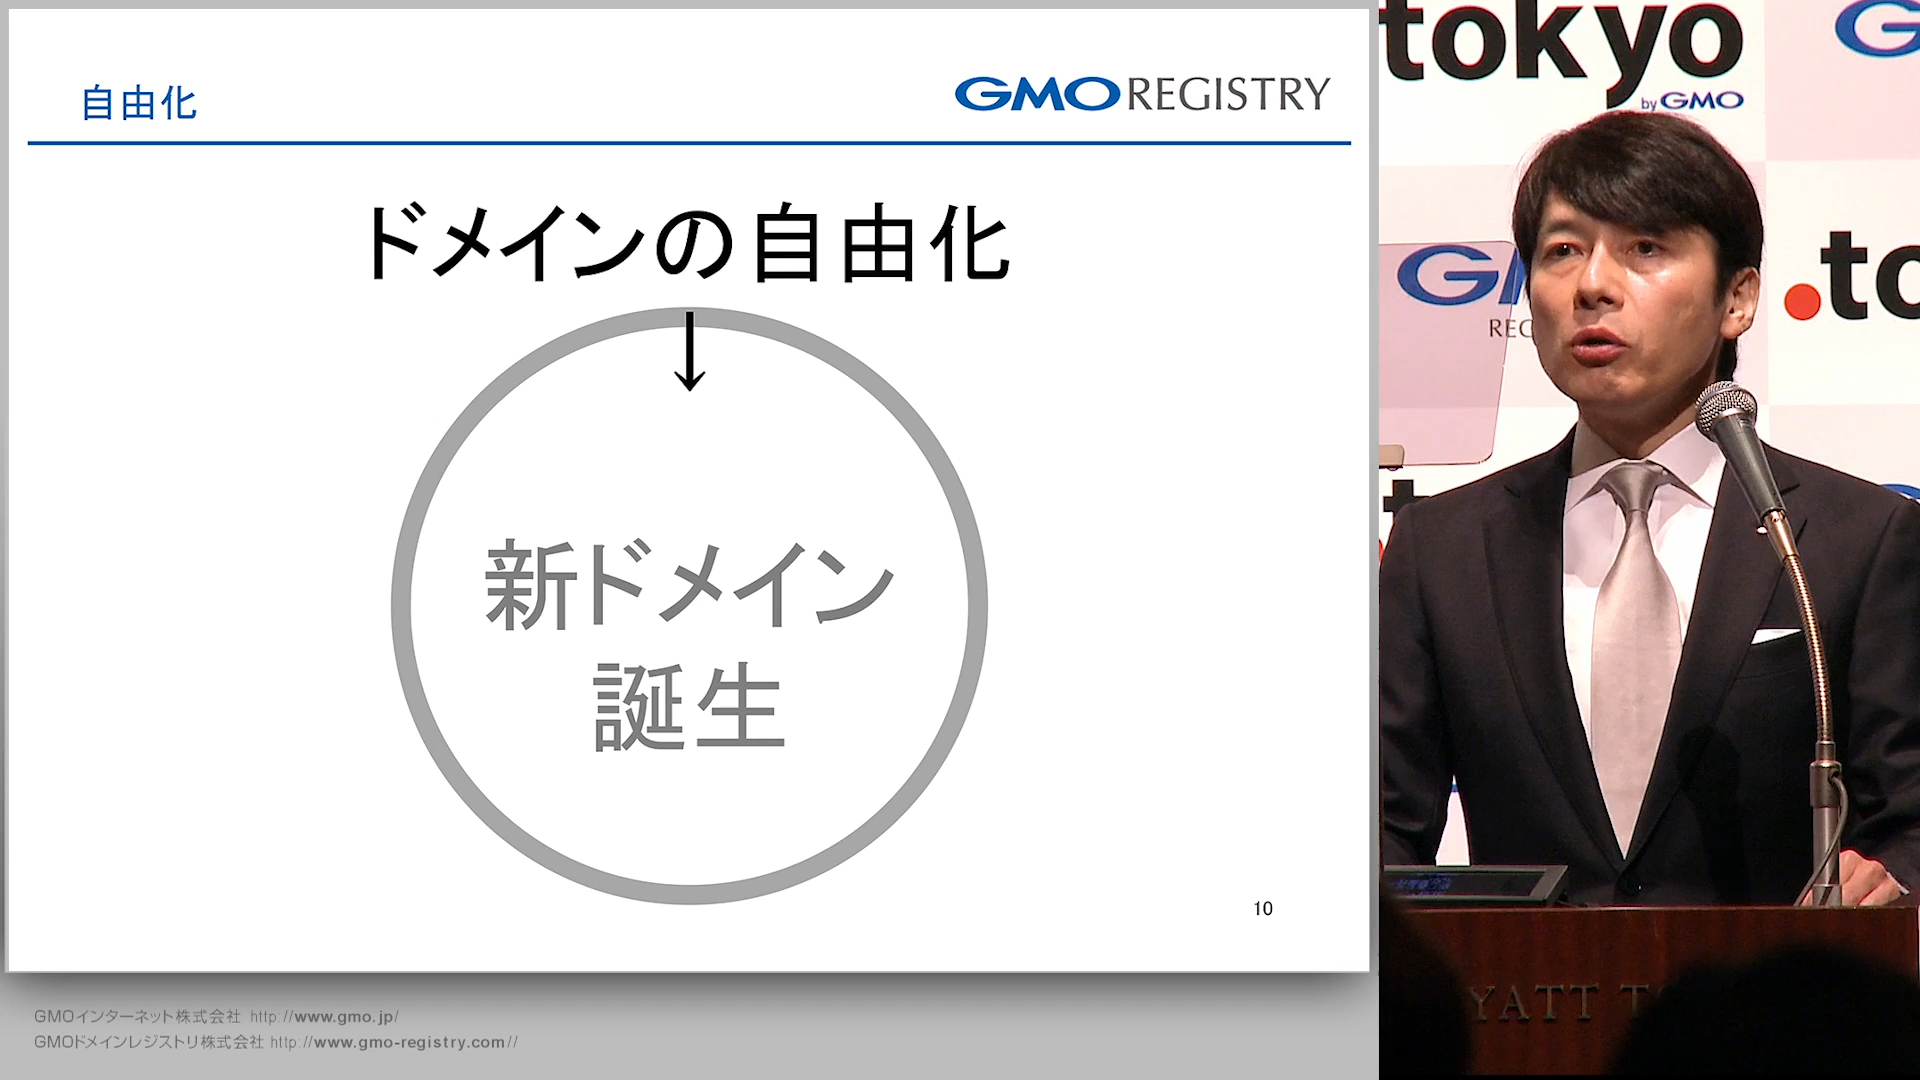 自由化
GMO REGISTRY
ドメインの自由化
↓
新ドメイン
誕生
10
GMOインターネット株式会社 http://www.gmo.jp/
GMOドメインレジストリ株式会社 http://www.gmo-registry.com//
tokyo
by GMO
G
GM
REG
.to
t
YATT T